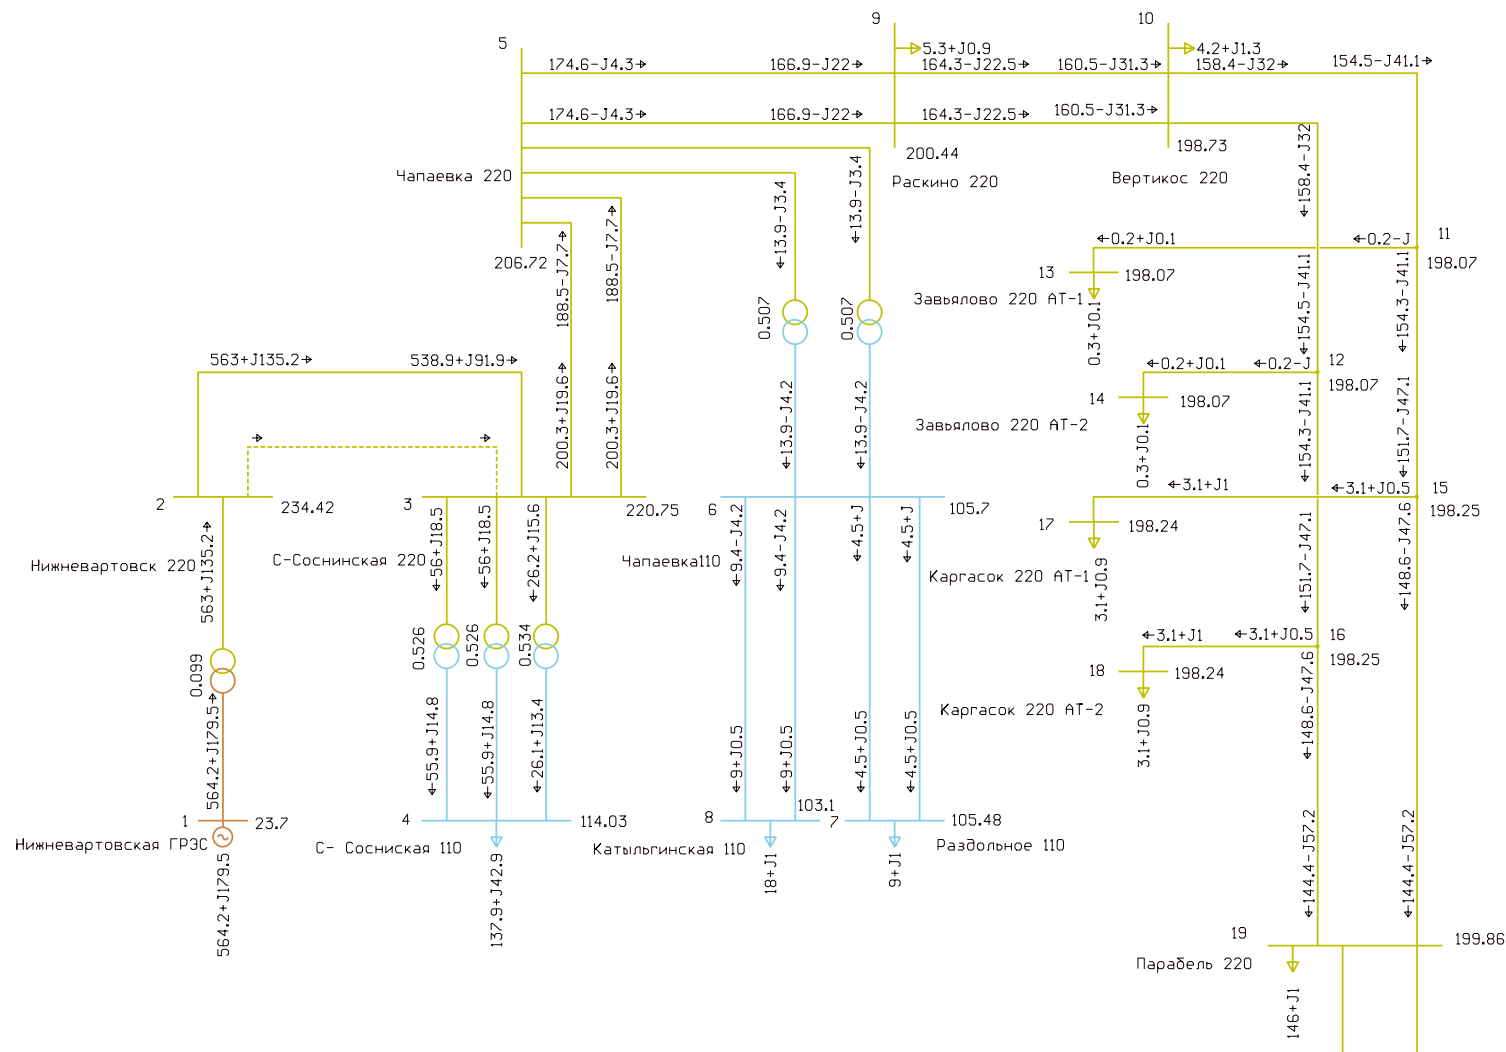 9
10
5
5.3+J0.9
4.2+J1.3
174.6-J4.3
166.9-J22
164.3-J22.5
160.5-J31.3
158.4-J32
154.5-J41.1
174.6-J4.3
166.9-J22
164.3-J22.5
160.5-J31.3
200.44
198.73
Чапаевка 220
Раскино 220
Вертикос 220
13.9-J3.4
13.9-J3.4
158.4-J32
206.72
188.5-J7.7
188.5-J7.7
0.2+J0.1
0.2-J
11
198.07
13
198.07
Завьялово 220 АТ-1
0.3+J0.1
154.5-J41.1
154.3-J41.1
0.507
0.507
563+J135.2
538.9+J91.9
0.2+J0.1
0.2-J
12
198.07
14
198.07
Завьялово 220 АТ-2
0.3+J0.1
200.3+J19.6
200.3+J19.6
13.9-J4.2
13.9-J4.2
154.3-J41.1
151.7-J47.1
2
234.42
3
220.75
6
105.7
3.1+J1
3.1+J0.5
15
198.25
17
198.24
Нижневартовск 220
563+J135.2
С-Соснинская 220
56+J18.5
56+J18.5
26.2+J15.6
Чапаевка110
9.4-J4.2
9.4-J4.2
4.5+J
4.5+J
Каргасок 220 АТ-1
3.1+J0.9
151.7-J47.1
148.6-J47.6
3.1+J1
3.1+J0.5
16
198.25
18
198.24
Каргасок 220 АТ-2
3.1+J0.9
148.6-J47.6
0.099
0.526
0.526
0.534
564.2+J179.5
55.9+J14.8
55.9+J14.8
26.1+J13.4
9+J0.5
9+J0.5
4.5+J0.5
4.5+J0.5
1
23.7
4
114.03
8
103.1
7
105.48
Нижневартовская ГРЭС
С- Сосниская 110
Катыльгинская 110
Раздольное 110
564.2+J179.5
137.9+J42.9
18+J1
9+J1
144.4-J57.2
144.4-J57.2
19
199.86
Парабель 220
146+J1